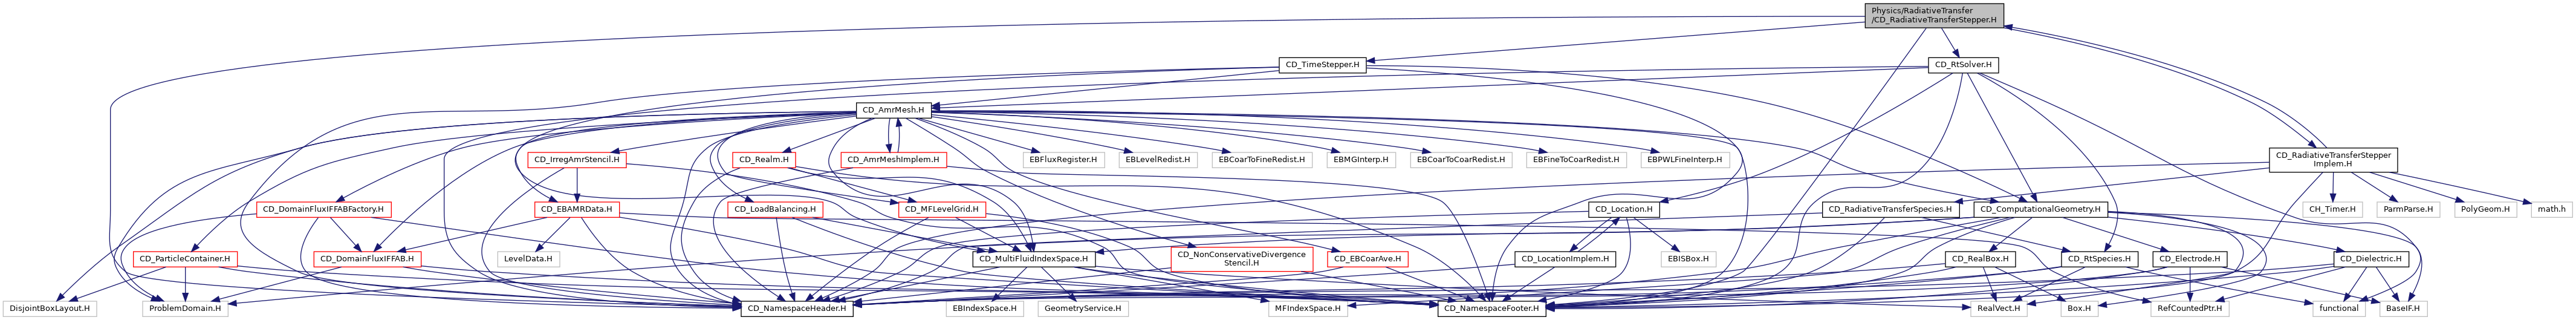 Physics/RadiativeTransfer
/CD_RadiativeTransferStepper.H
CD_TimeStepper.H
CD_RtSolver.H
CD_AmrMesh.H
CD_IrregAmrStencil.H
CD_Realm.H
CD_AmrMeshImplem.H
EBFluxRegister.H
EBLevelRedist.H
EBCoarToFineRedist.H
EBMGInterp.H
EBCoarToCoarRedist.H
EBFineToCoarRedist.H
EBPWLFineInterp.H
CD_RadiativeTransferStepper
Implem.H
CD_DomainFluxIFFABFactory.H
CD_EBAMRData.H
CD_LoadBalancing.H
CD_MFLevelGrid.H
CD_Location.H
CD_RadiativeTransferSpecies.H
CD_ComputationalGeometry.H
CH_Timer.H
ParmParse.H
PolyGeom.H
math.h
CD_ParticleContainer.H
CD_DomainFluxIFFAB.H
LevelData.H
CD_MultiFluidIndexSpace.H
CD_NonConservativeDivergence
Stencil.H
CD_EBCoarAve.H
CD_LocationImplem.H
EBISBox.H
CD_RealBox.H
CD_RtSpecies.H
CD_Electrode.H
CD_Dielectric.H
DisjointBoxLayout.H
ProblemDomain.H
CD_NamespaceHeader.H
EBIndexSpace.H
GeometryService.H
MFIndexSpace.H
CD_NamespaceFooter.H
RealVect.H
Box.H
RefCountedPtr.H
functional
BaseIF.H